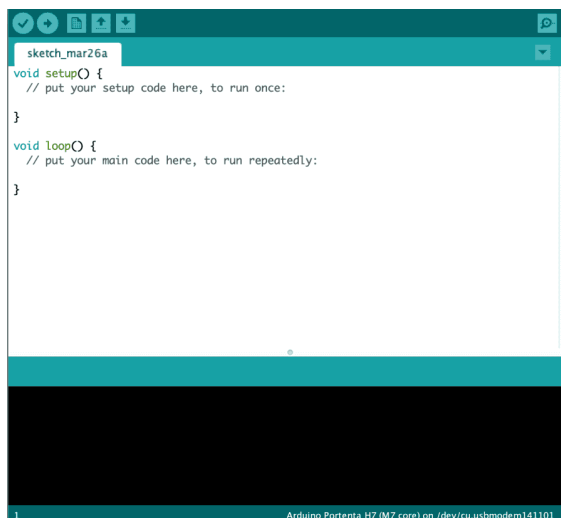 sketch_mar26a
void setup() {
  // put your setup code here, to run once:
}
void loop() {
  // put your main code here, to run repeatedly:
}
1
Arduino Portenta H7 (M7 core) on /dev/cu.usbmodem141101